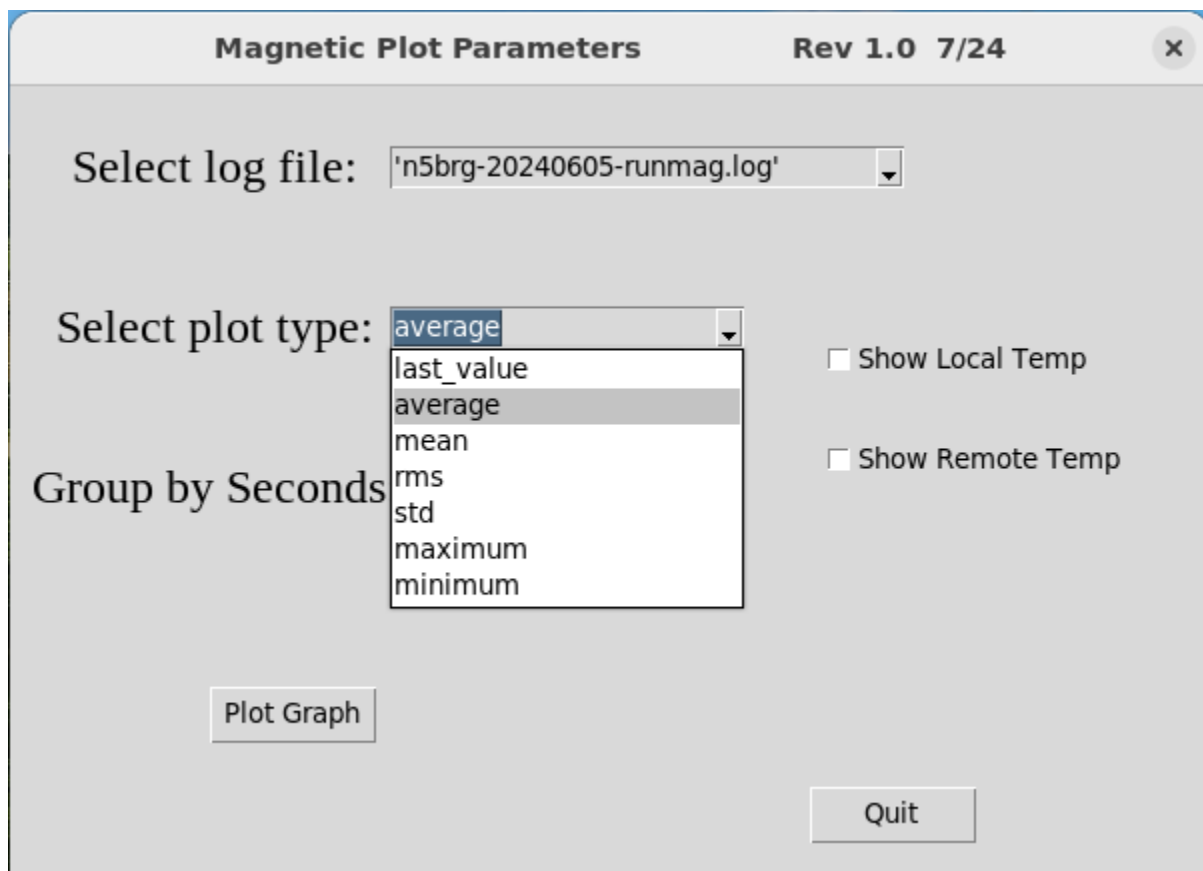 Magnetic Plot Parameters Rev 1.0 7/24
Select log file: 'n5brg-20240605-runmag.log'
Select plot type: average
last_value
average
mean
rms
std
maximum
minimum
Show Local Temp
Show Remote Temp
Group by Seconds
Plot Graph
Quit